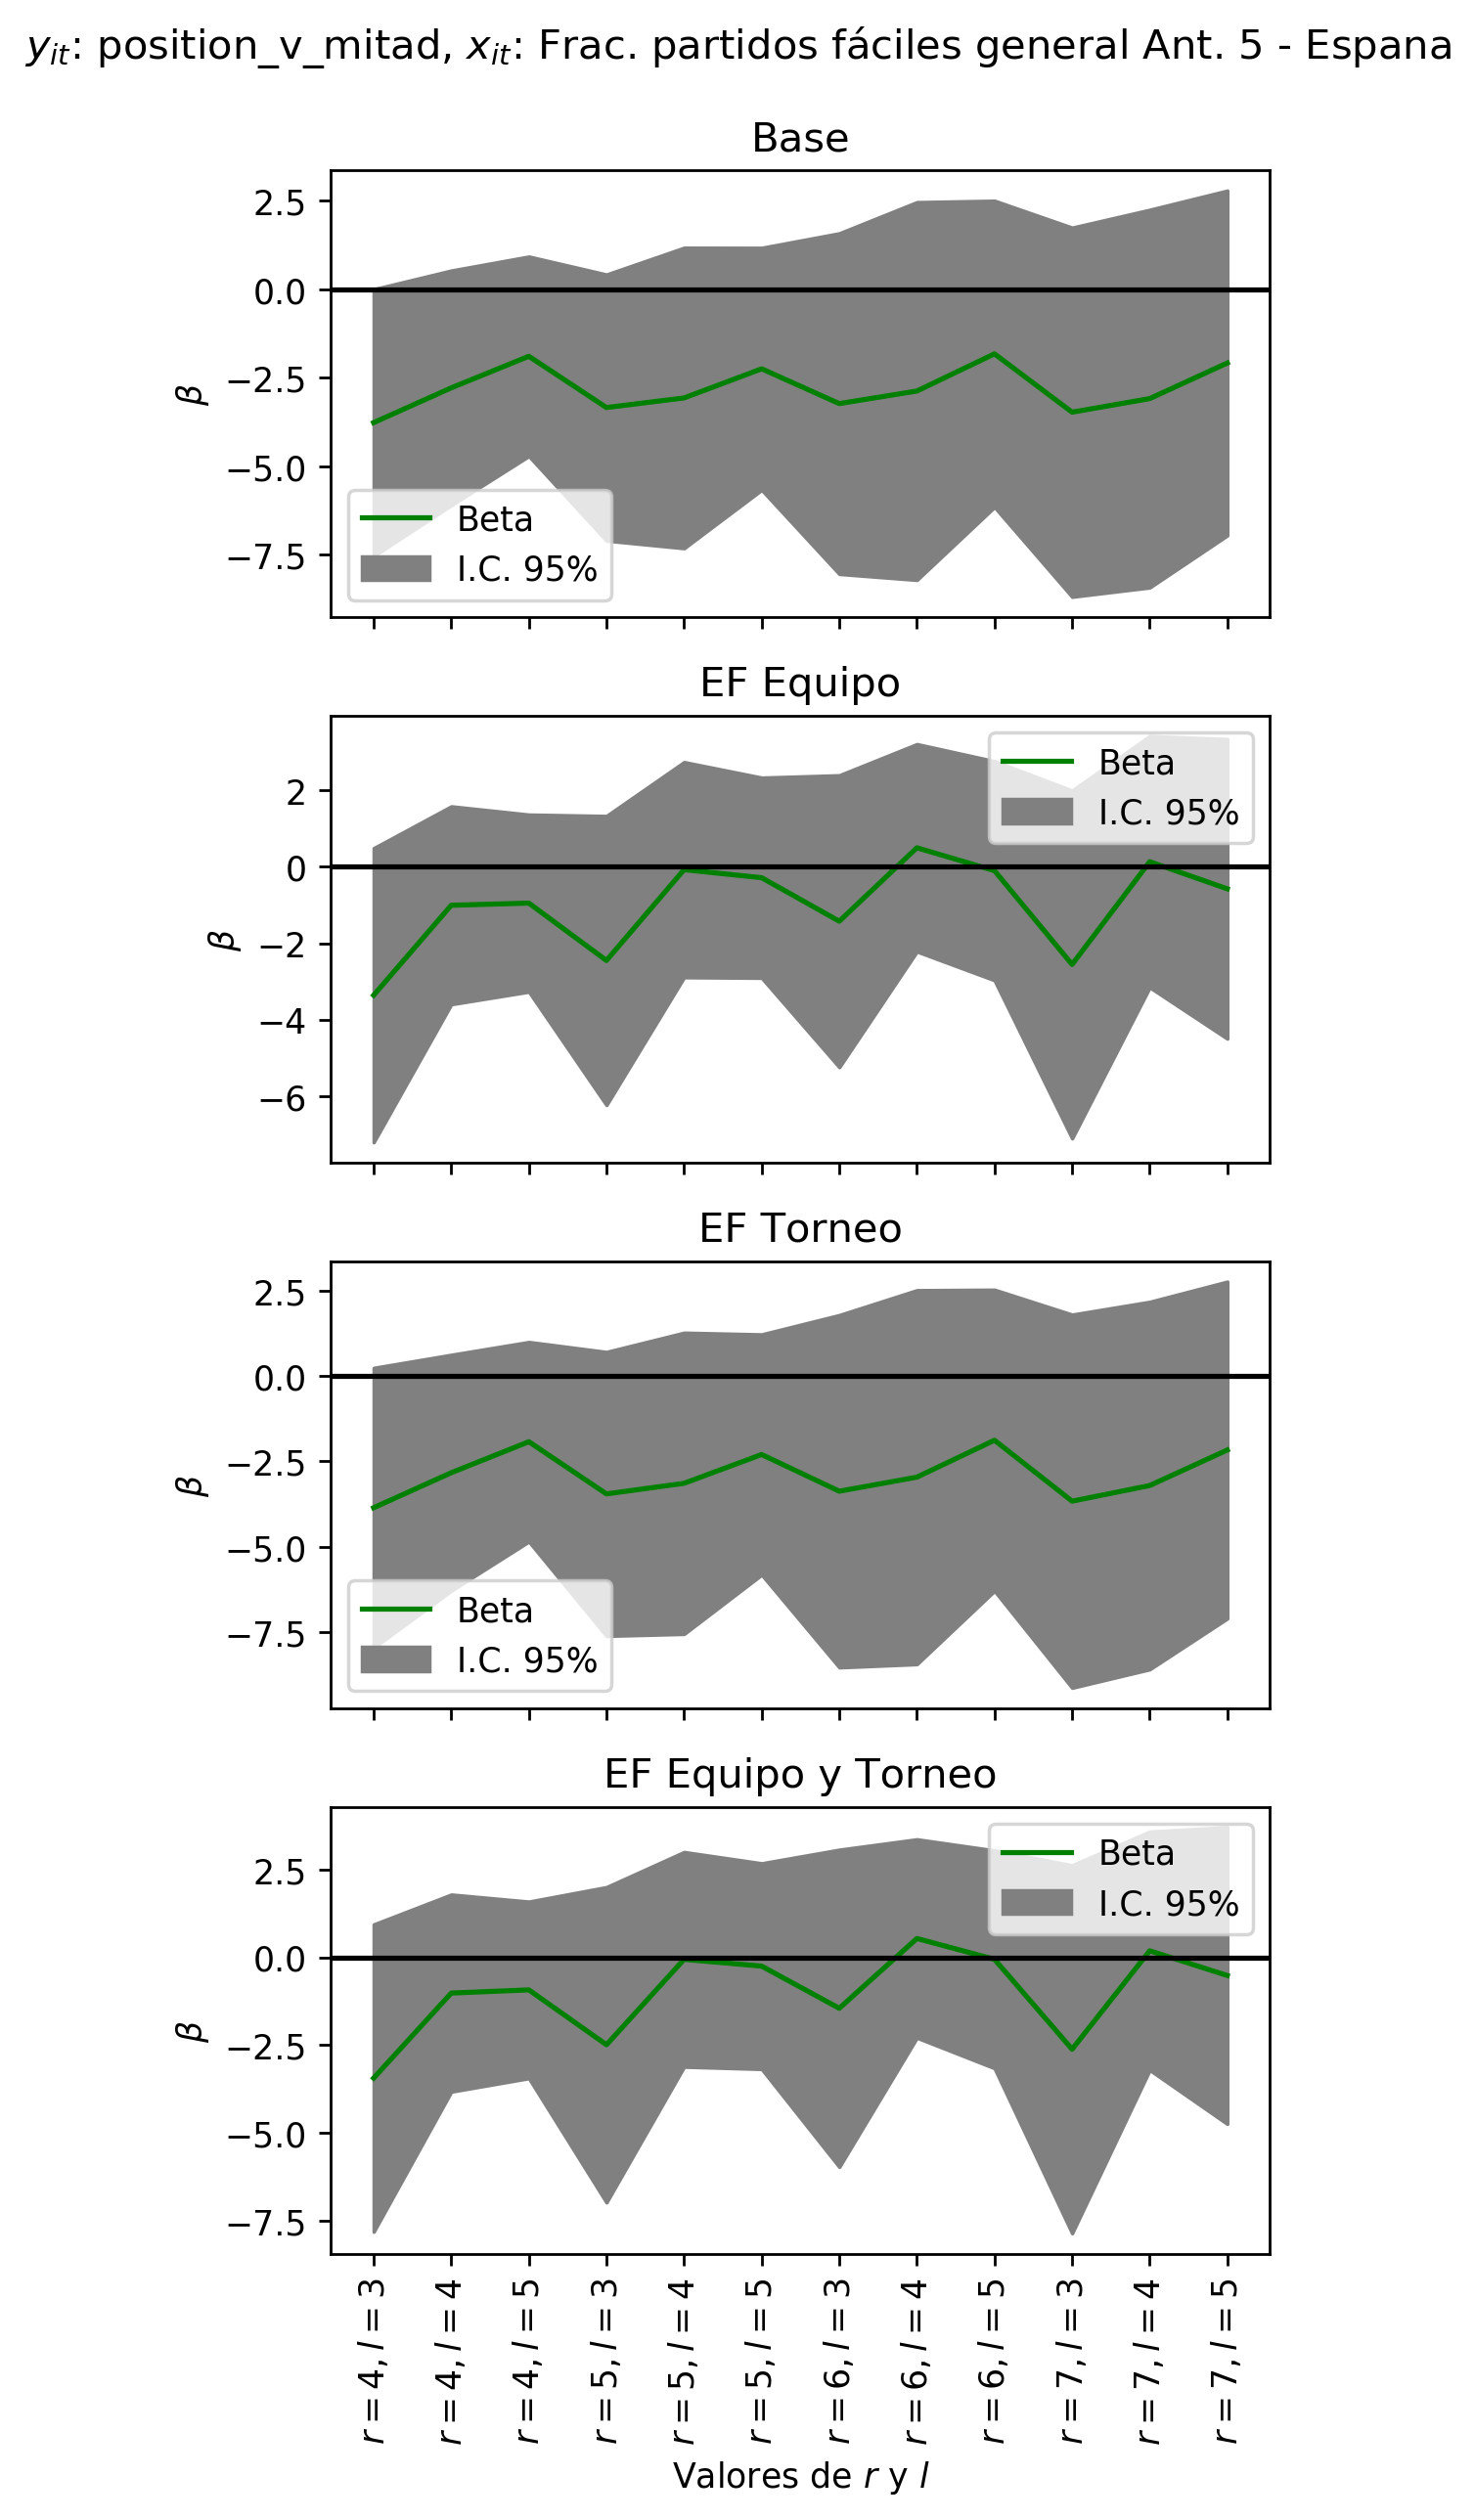 y_it: position_v_mitad, x_it: Frac. partidos fáciles general Ant. 5 - Espana
Base
2.5
0.0
−2.5
−5.0
−7.5
β
Beta
I.C. 95%
EF Equipo
2
0
−2
−4
−6
β
Beta
I.C. 95%
EF Torneo
2.5
0.0
−2.5
−5.0
−7.5
β
Beta
I.C. 95%
EF Equipo y Torneo
2.5
0.0
−2.5
−5.0
−7.5
β
Beta
I.C. 95%
r = 4, l = 3
r = 4, l = 4
r = 4, l = 5
r = 5, l = 3
r = 5, l = 4
r = 5, l = 5
r = 6, l = 3
r = 6, l = 4
r = 6, l = 5
r = 7, l = 3
r = 7, l = 4
r = 7, l = 5
Valores de r y l